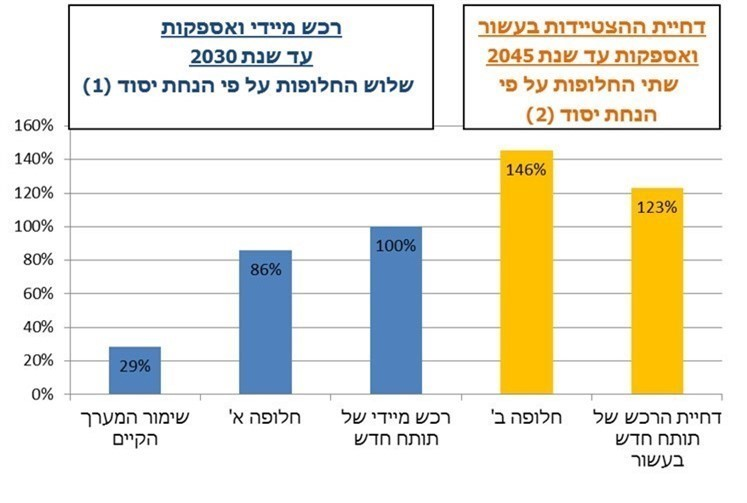 דחיית ההצטיידות בעשור
ואספקות עד שנת 2045
שתי החלופות על פי
הנחת יסוד (2)
רכש מיידי ואספקות
עד שנת 2030
שלוש החלופות על פי הנחת יסוד (1)
160%
140%
120%
100%
80%
60%
40%
20%
0%
29%
86%
100%
146%
123%
שימור המערך
הקיים
חלופה א'
רכש מיידי של
תותח חדש
חלופה ב'
דחיית הרכש של
תותח חדש
בעשור